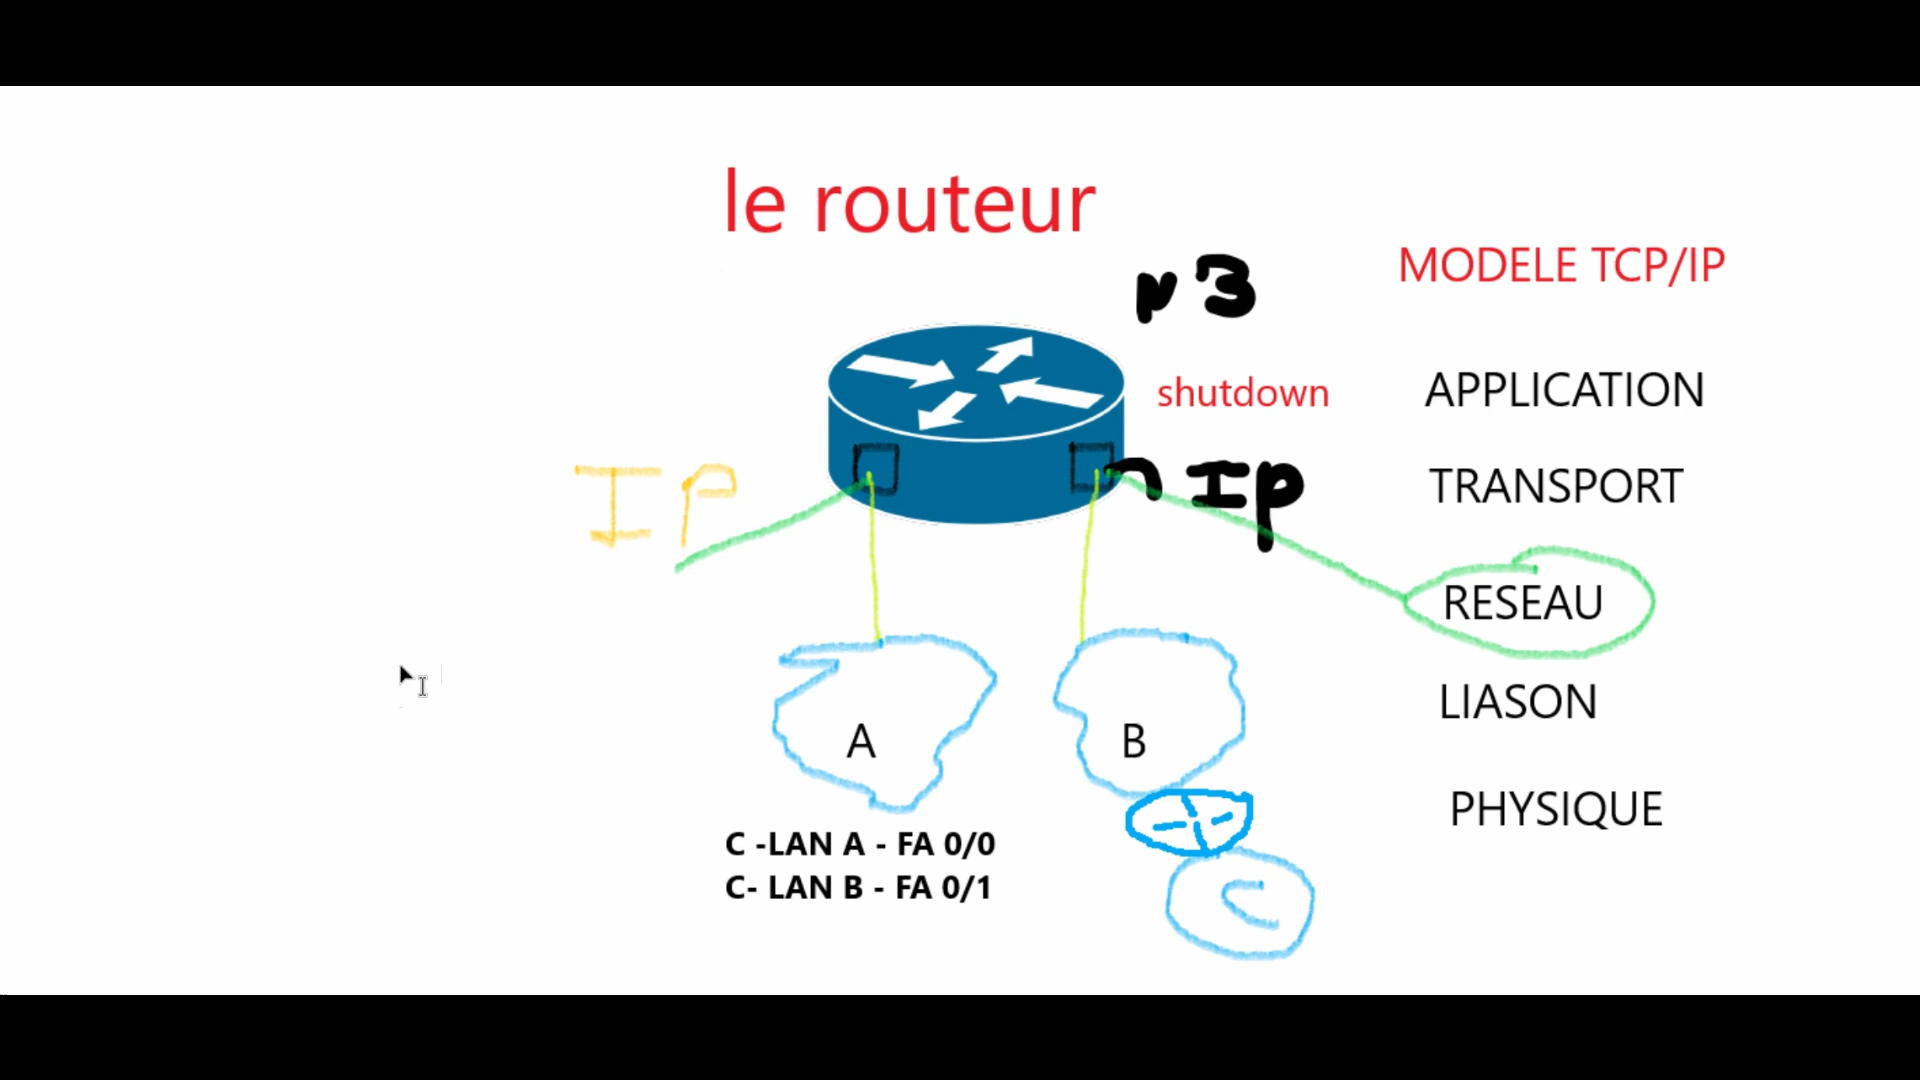 le routeur
N3
MODELE TCP/IP
shutdown
APPLICATION
IP
Ip
TRANSPORT
RESEAU
LIASON
A
B
PHYSIQUE
C -LAN A - FA 0/0
C- LAN B - FA 0/1
C